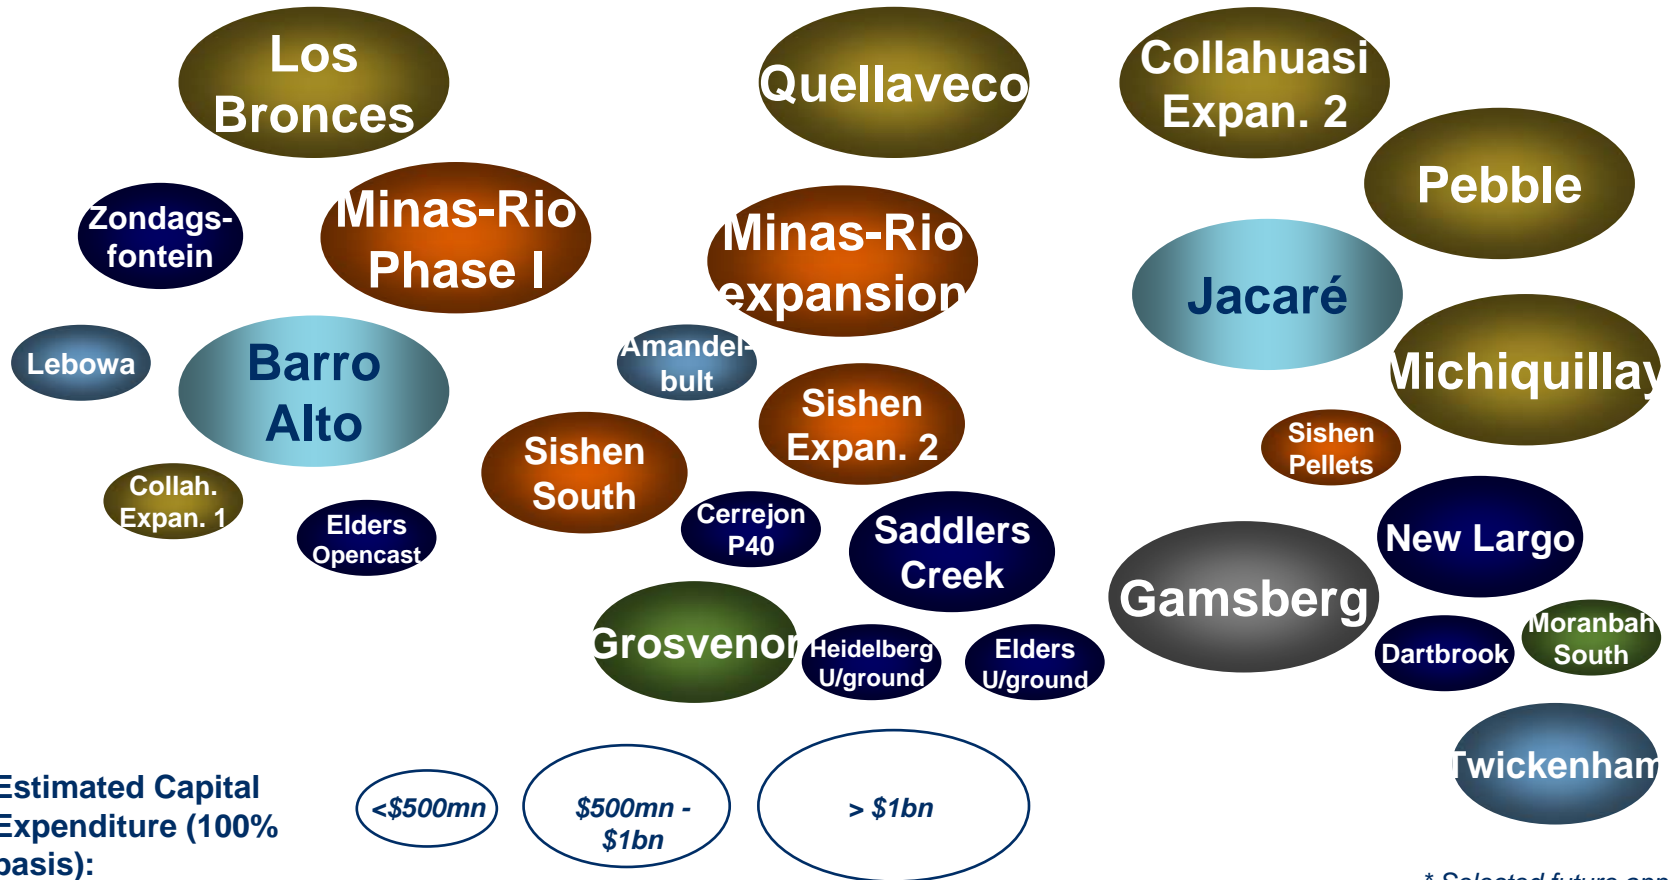 Los
Bronces
Quellaveco
Collahuasi
Expan. 2
Pebble
Zondags-
fontein
Minas-Rio
Phase I
Minas-Rio
expansion
Jacaré
Lebowa
Barro
Alto
Amandel-
bult
Michiquillay
Sishen
Expan. 2
Sishen
South
Sishen
Pellets
Collah.
Expan. 1
Elders
Opencast
Cerrejon
P40
Saddlers
Creek
New Largo
Gamsberg
Grosvenor
Heidelberg
U/ground
Elders
U/ground
Dartbrook
Moranbah
South
Twickenham
Estimated Capital
Expenditure (100%
basis):
<$500mn
$500mn -
$1bn
> $1bn
* Selected future